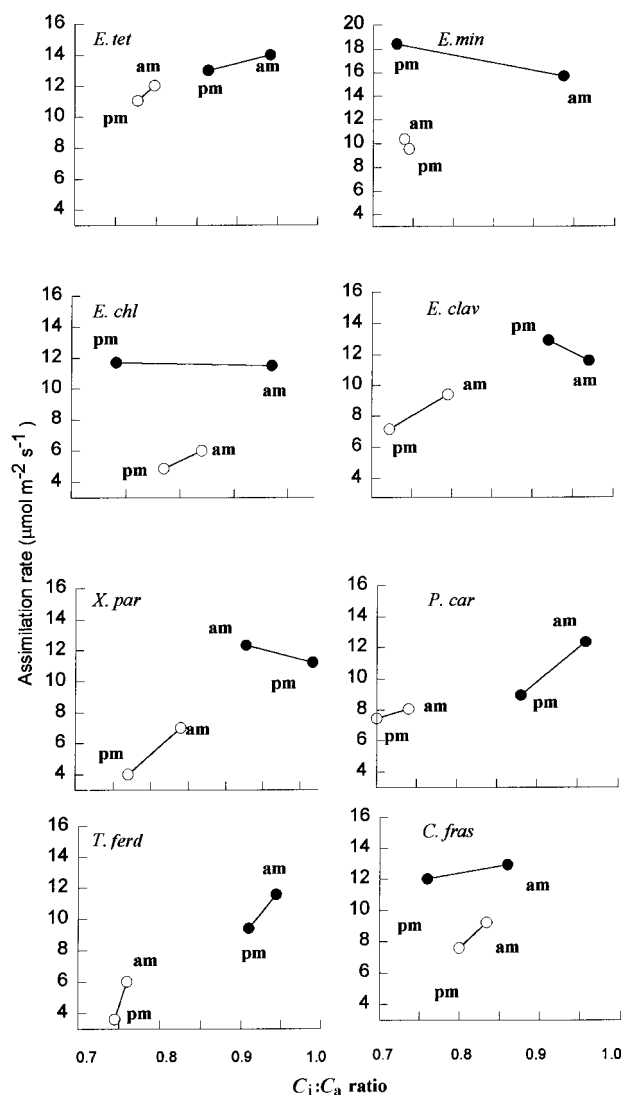 16
14
12
10
8
6
4
E. tet
am
pm
am
pm
20
18
16
14
12
10
8
6
4
E.min
pm
am
am
pm
16
14
12
10
8
6
4
E. chl
pm
am
pm
am
16
14
12
10
8
6
4
E. clav
pm
am
am
pm
Assimilation rate (μmol m⁻² s⁻¹)
16
14
12
10
8
6
4
X. par
am
pm
pm
am
16
14
12
10
8
6
4
P. car
am
pm
am
pm
16
14
12
10
8
6
4
T. ferd
am
pm
am
pm
0.7
0.8
0.9
1.0
16
14
12
10
8
6
4
C. fras
pm
am
am
pm
0.7
0.8
0.9
1.0
Ci:Ca ratio